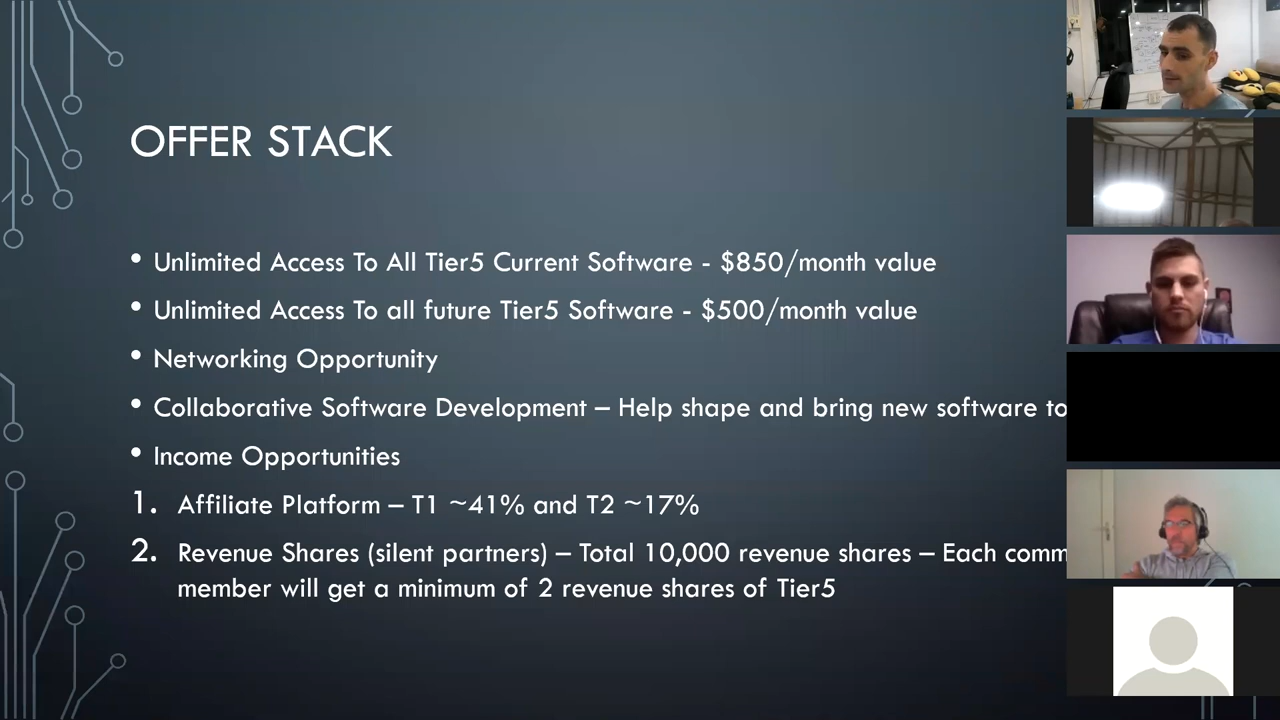 OFFER STACK
• Unlimited Access To All Tier5 Current Software - $850/month value
• Unlimited Access To all future Tier5 Software - $500/month value
• Networking Opportunity
• Collaborative Software Development – Help shape and bring new software to
• Income Opportunities
1. Affiliate Platform – T1 ~41% and T2 ~17%
2. Revenue Shares (silent partners) – Total 10,000 revenue shares – Each comm
member will get a minimum of 2 revenue shares of Tier5